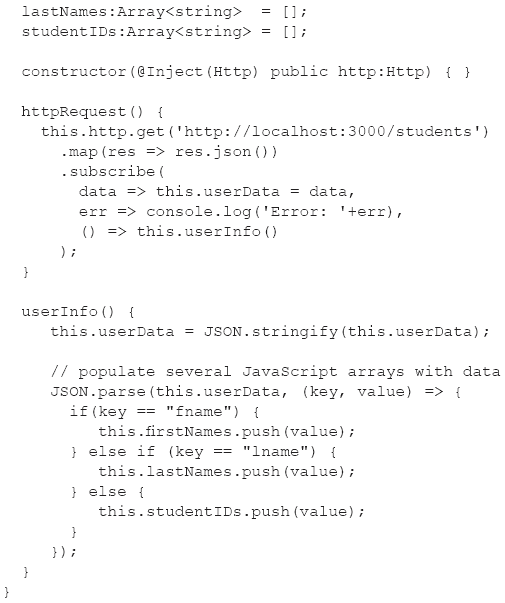 lastNames:Array<string>  = [];
studentIDs:Array<string> = [];

constructor(@Inject(Http) public http:Http) { }

httpRequest() {
  this.http.get('http://localhost:3000/students')
    .map(res => res.json())
    .subscribe(
      data => this.userData = data,
      err => console.log('Error: '+err),
      () => this.userInfo()
    );
}

userInfo() {
   this.userData = JSON.stringify(this.userData);

   // populate several JavaScript arrays with data
   JSON.parse(this.userData, (key, value) => {
     if(key == "fname") {
        this.firstNames.push(value);
     } else if (key == "lname") {
        this.lastNames.push(value);
     } else {
        this.studentIDs.push(value);
     }
   });
}
}